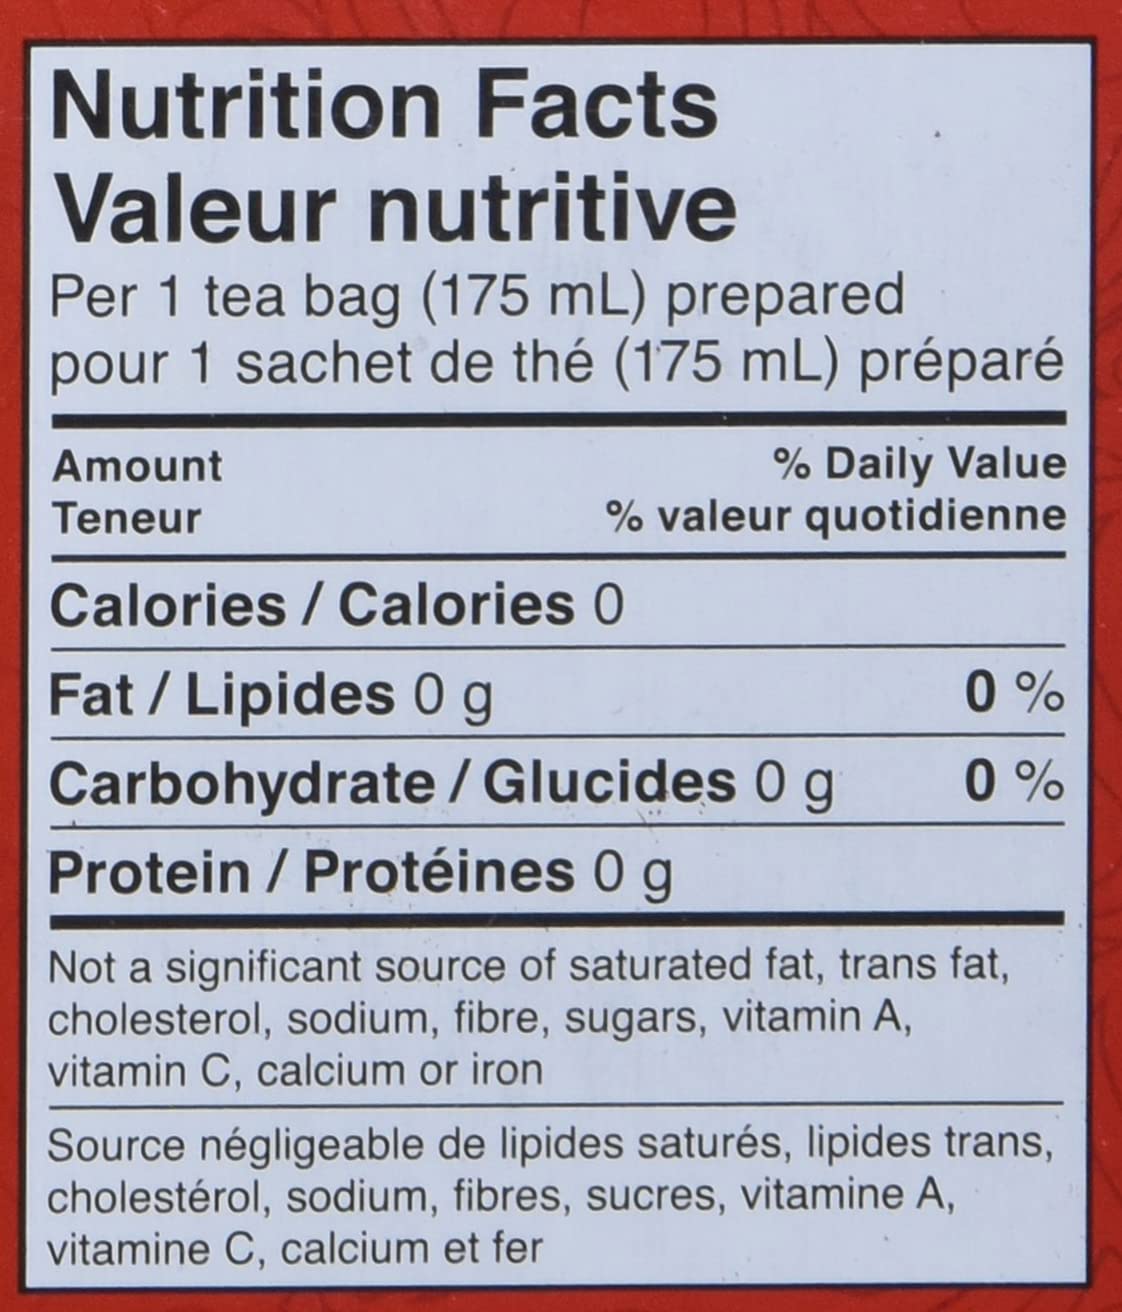 Nutrition Facts
Valeur nutritive
Per 1 tea bag (175 mL) prepared
pour 1 sachet de thé (175 mL) préparé
Amount % Daily Value
Teneur % valeur quotidienne
Calories / Calories 0
Fat / Lipides 0 g 0 %
Carbohydrate / Glucides 0 g 0 %
Protein / Protéines 0 g
Not a significant source of saturated fat, trans fat,
cholesterol, sodium, fibre, sugars, vitamin A,
vitamin C, calcium or iron
Source négligeable de lipides saturés, lipides trans,
cholestérol, sodium, fibres, sucres, vitamine A,
vitamine C, calcium et fer